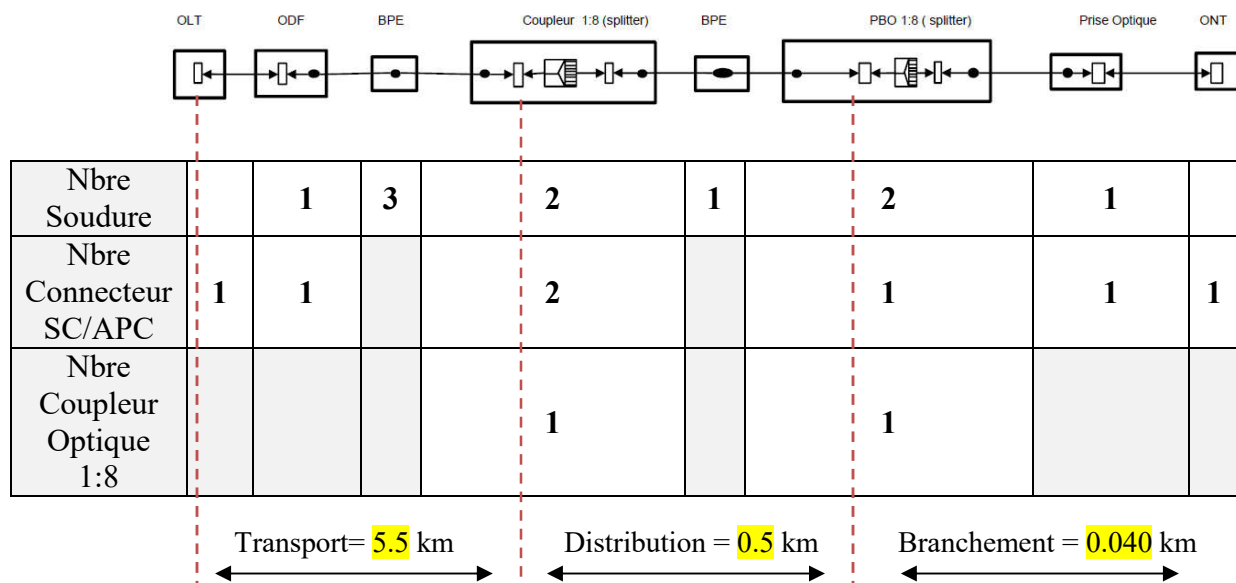 OLT ODF BPE Coupleur 1:8 (splitter) BPE PBO 1:8 ( splitter) Prise Optique ONT
Nbre
Soudure 1 3 2 1 2 1
Nbre
Connecteur
SC/APC 1 1 2 1 1 1
Nbre
Coupleur
Optique
1:8 1 1
Transport= 5.5 km Distribution = 0.5 km Branchement = 0.040 km